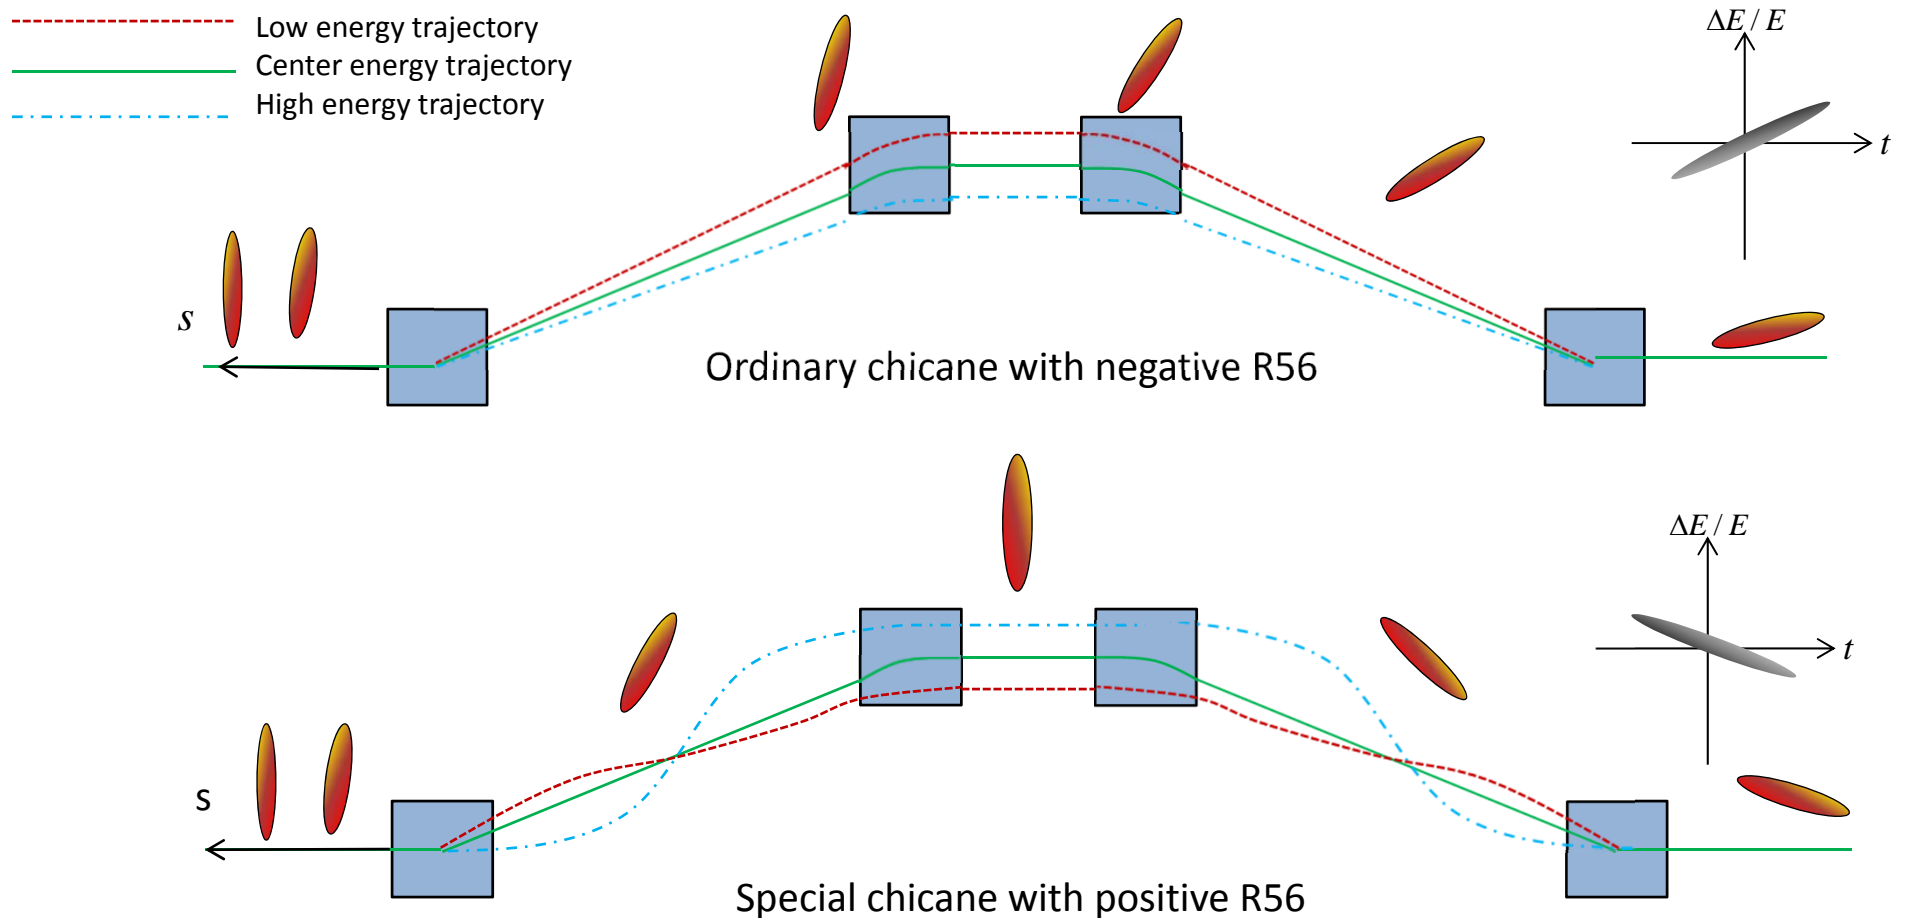 Low energy trajectory
Center energy trajectory
High energy trajectory
ΔE / E
t
s
Ordinary chicane with negative R56
ΔE / E
t
s
Special chicane with positive R56